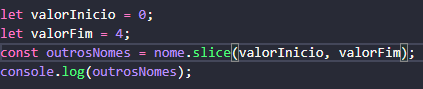 let valorInicio = 0;
let valorFim = 4;
const outrosNomes = nome.slice(valorInicio, valorFim);
console.log(outrosNomes);